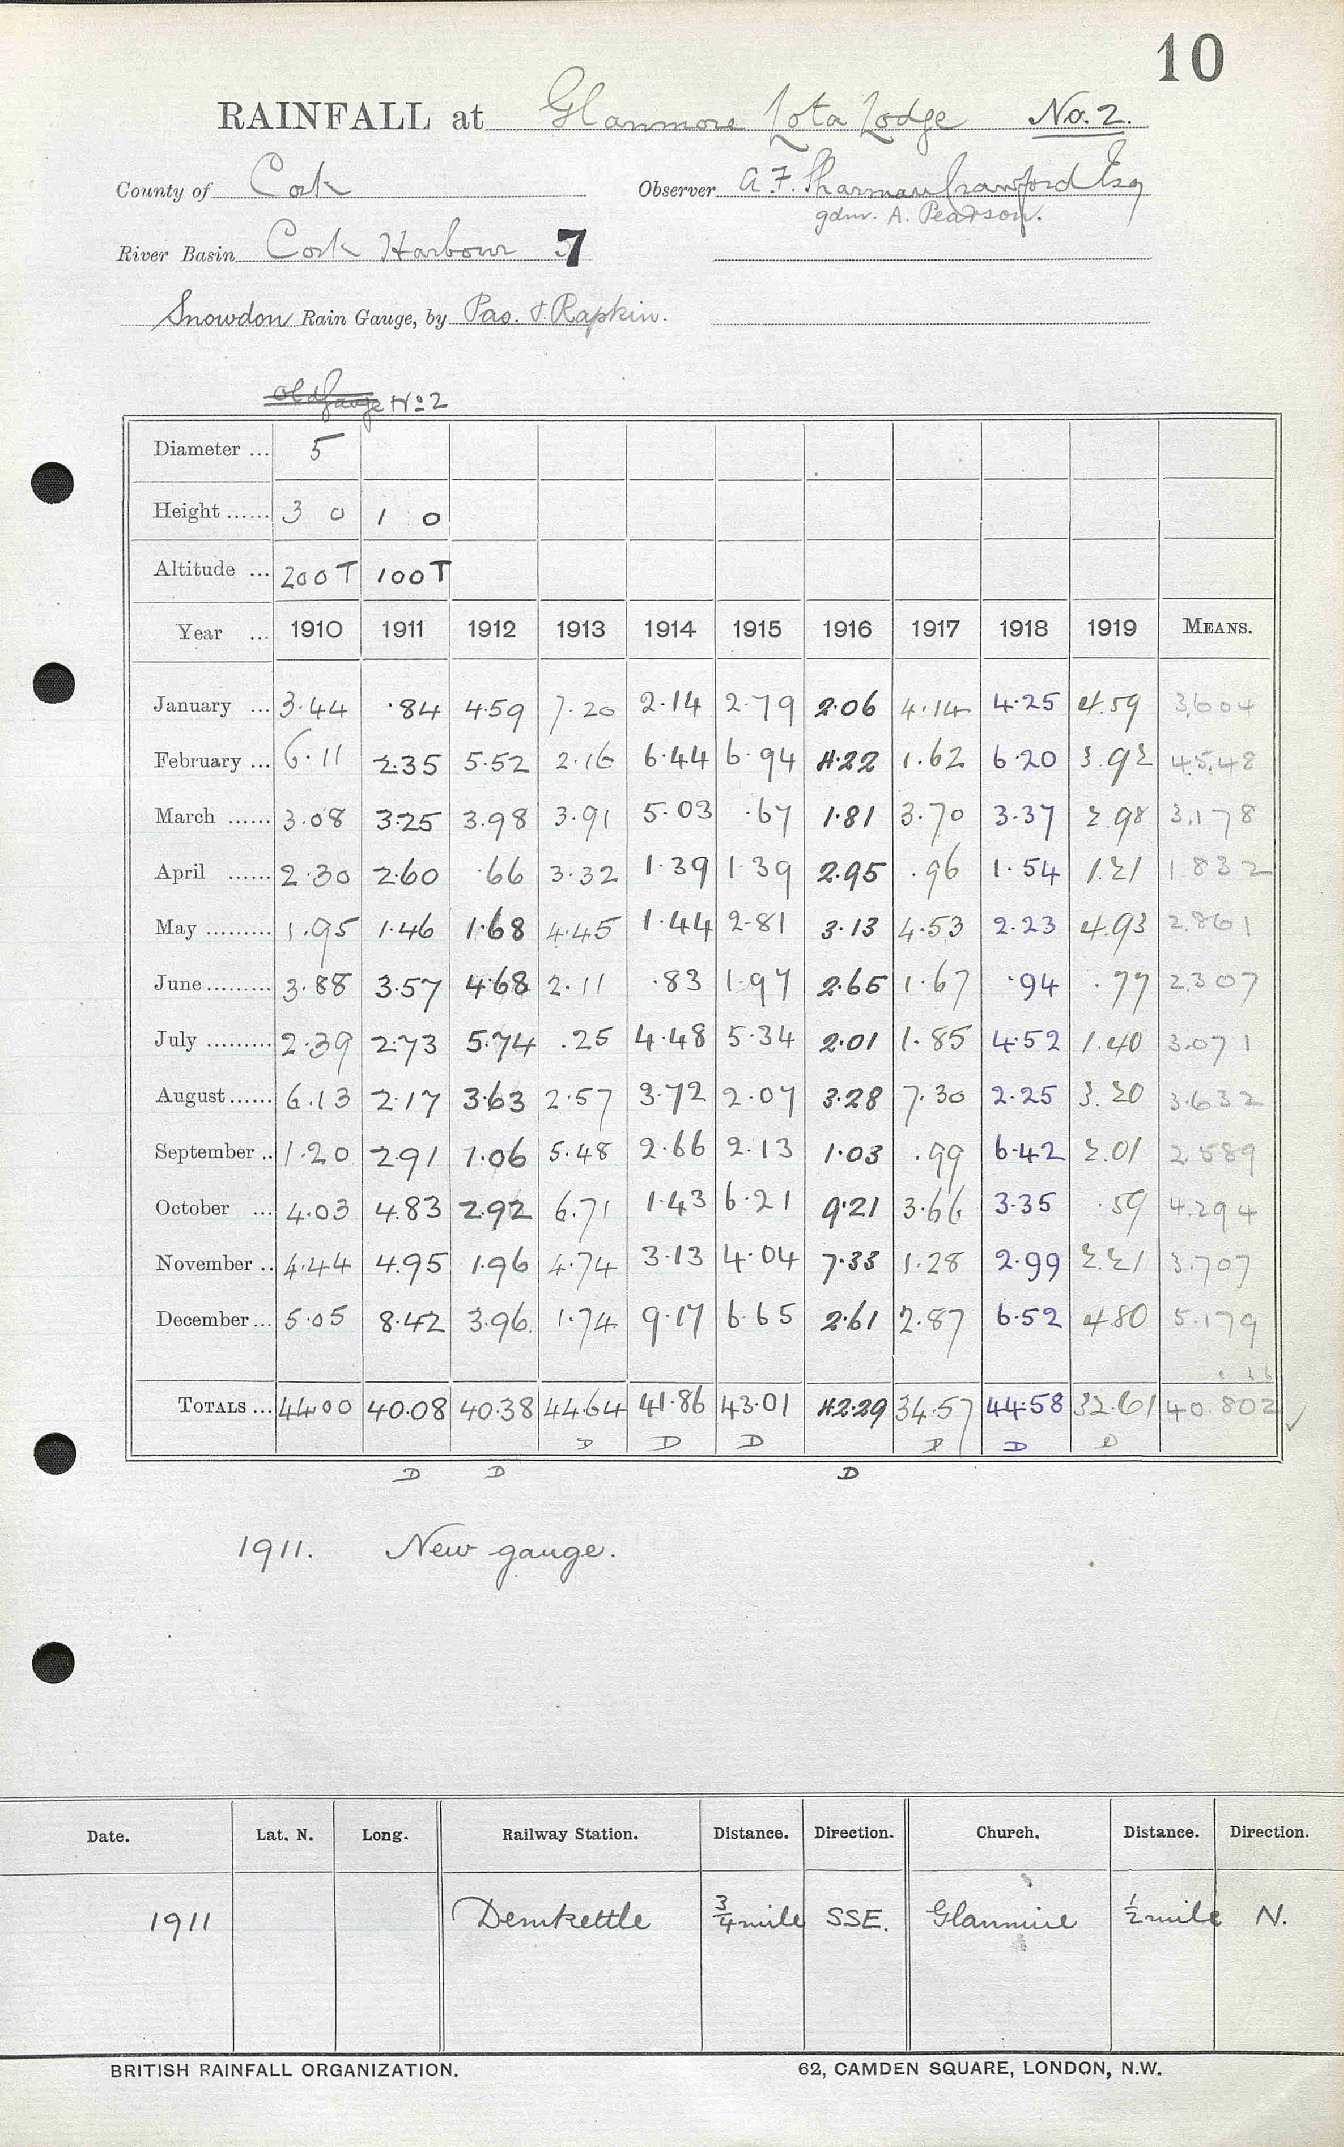 10
RAINFALL at Glanmore Lota Lodge No. 2.
County of Cork Observer A. F. Sharman Crawford Esq
gdnr. A. Pearson.
River Basin Cork Harbour 7
Snowdon Rain Gauge, by Pas. & Rapkin.
Old Gauge No 2
Diameter ... 5
Height ...... 3 0 1 0
Altitude ... 200T 100T
Year ... 1910 1911 1912 1913 1914 1915 1916 1917 1918 1919 MEANS.
January ... 3.44 .84 4.59 7.20 2.14 2.79 2.06 4.14 4.25 4.59 3.604
February ... 6.11 2.35 5.52 2.16 6.44 6.94 4.22 1.62 6.20 3.92 45.48
March ...... 3.08 3.25 3.98 3.91 5.03 .67 1.81 3.70 3.37 2.98 3.178
April ...... 2.30 2.60 .66 3.32 1.39 1.39 2.95 .96 1.54 1.21 1.832
May ......... 1.95 1.46 1.68 4.45 1.44 2.81 3.13 4.53 2.23 4.93 2.861
June ......... 3.88 3.57 4.68 2.11 .83 1.97 2.65 1.67 .94 .77 2.307
July ......... 2.39 2.73 5.74 .25 4.48 5.34 2.01 1.85 4.52 1.40 3.071
August ...... 6.13 2.17 3.63 2.57 3.72 2.07 3.28 7.30 2.25 3.20 3.632
September .. 1.20 2.91 1.06 5.48 2.66 2.13 1.03 .99 6.42 2.01 2.589
October ... 4.03 4.83 2.92 6.71 1.43 6.21 9.21 3.66 3.35 .59 4.294
November .. 4.44 4.95 1.96 4.74 3.13 4.04 7.33 1.28 2.99 2.21 3.707
December ... 5.05 8.42 3.96 1.74 9.17 6.65 2.61 2.87 6.52 4.80 5.179
TOTALS ... 44.00 40.08 40.38 44.64 41.86 43.01 42.29 34.57 44.58 32.61 40.802 ✓
D D D D D D
D D D
1911. New gauge.
Date. Lat. N. Long. Railway Station. Distance. Direction. Church. Distance. Direction.
1911 Dunkettle ¾ mile SSE. Glanmire ½ mile N.
BRITISH RAINFALL ORGANIZATION. 62, CAMDEN SQUARE, LONDON, N.W.